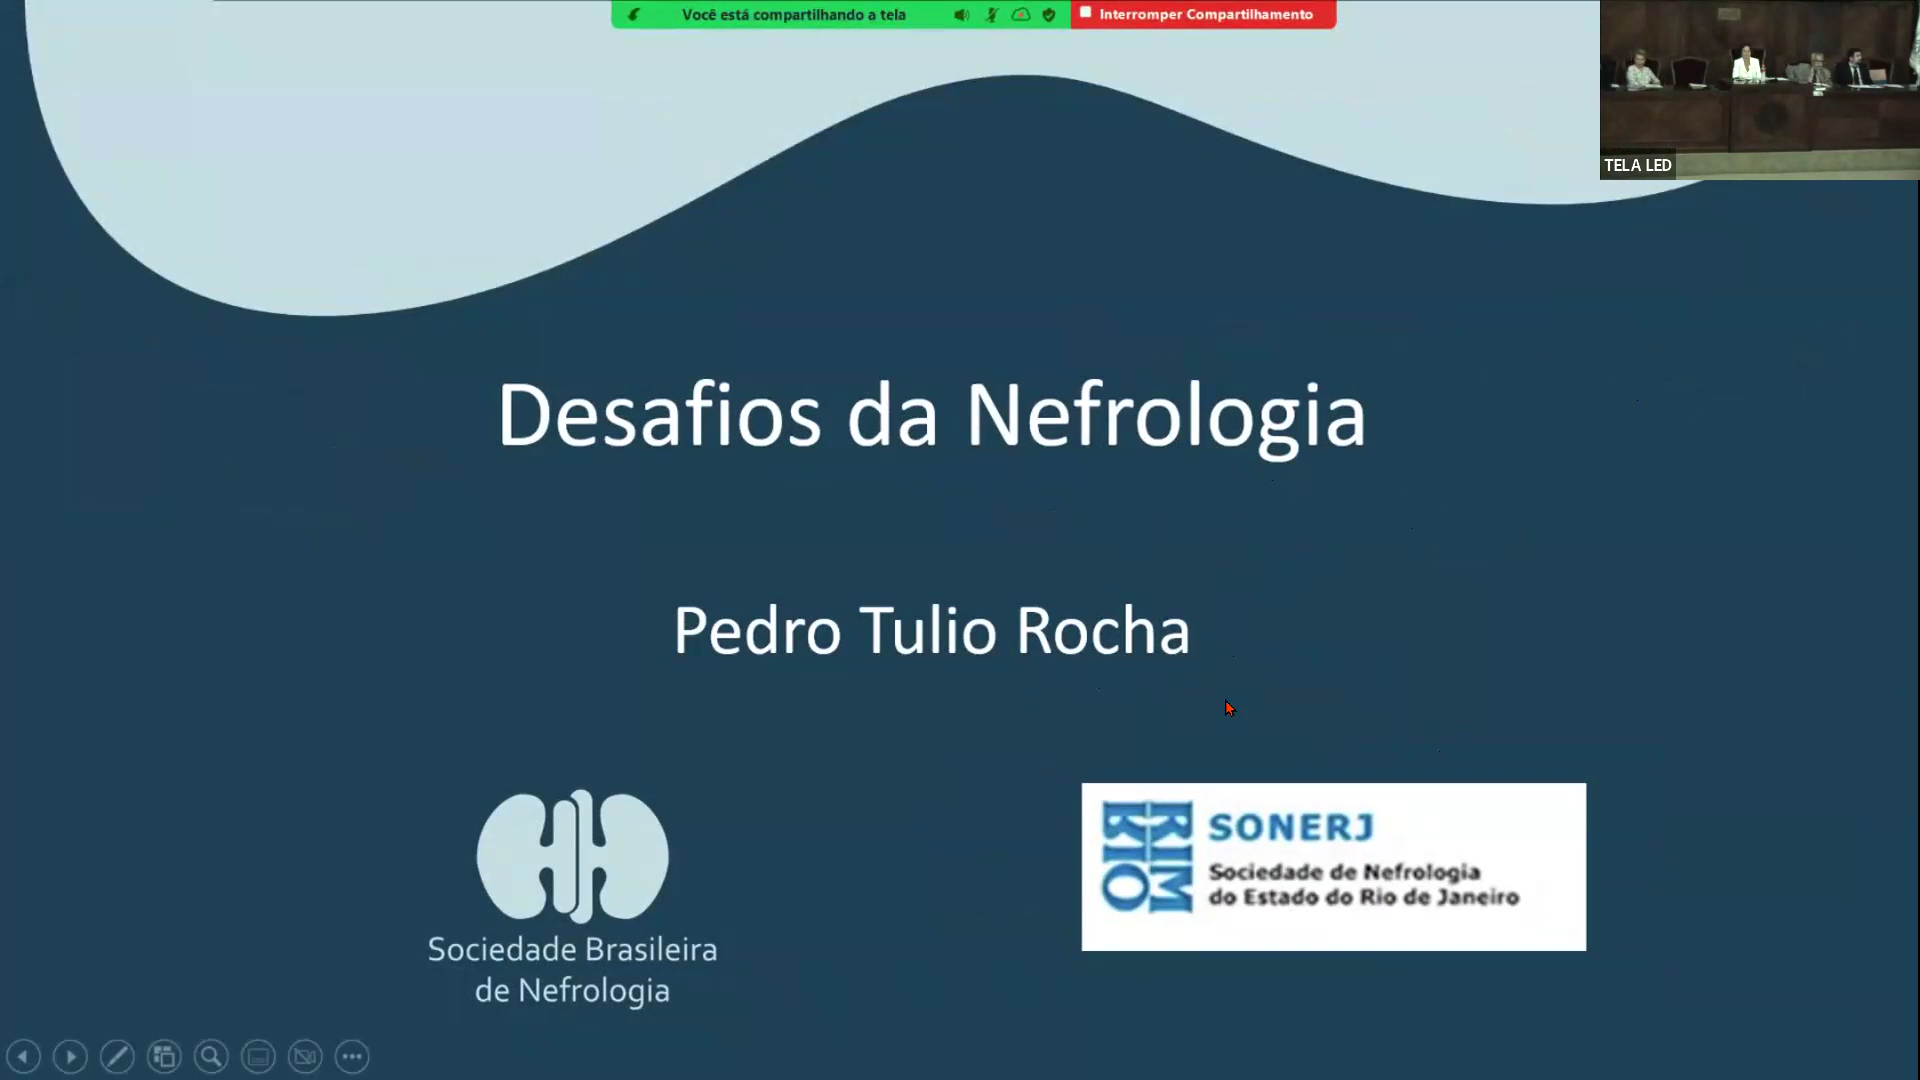 Você está compartilhando a tela
Interromper Compartilhamento
TELA LED
Desafios da Nefrologia
Pedro Tulio Rocha
Sociedade Brasileira
de Nefrologia
RIM
RIO
SONERJ
Sociedade de Nefrologia
do Estado do Rio de Janeiro